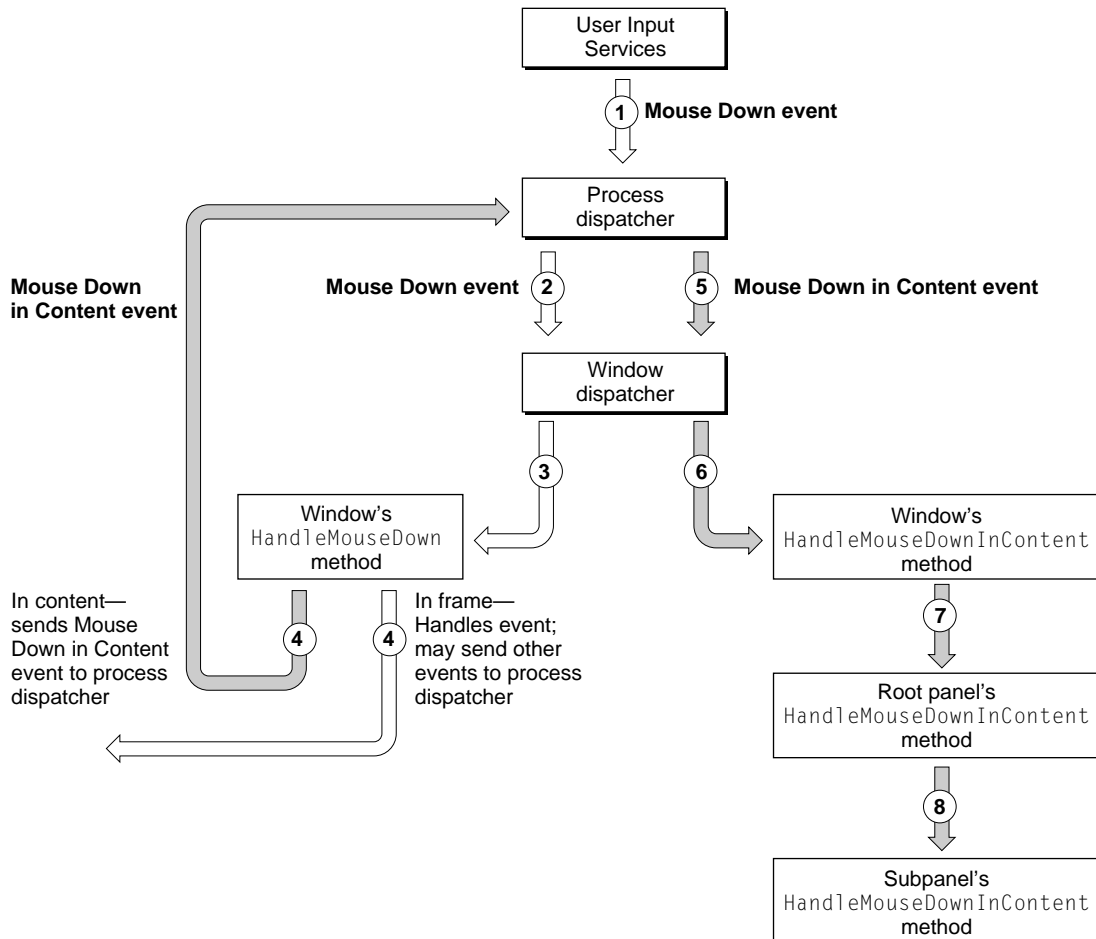 User Input
Services
1
Mouse Down event
Process
dispatcher
Mouse Down
in Content event
Mouse Down event
2
5
Mouse Down in Content event
Window
dispatcher
3
6
Window's
HandleMouseDown
method
Window's
HandleMouseDownInContent
method
In content—
sends Mouse
Down in Content
event to process
dispatcher
4
4
In frame—
Handles event;
may send other
events to process
dispatcher
7
Root panel's
HandleMouseDownInContent
method
8
Subpanel's
HandleMouseDownInContent
method